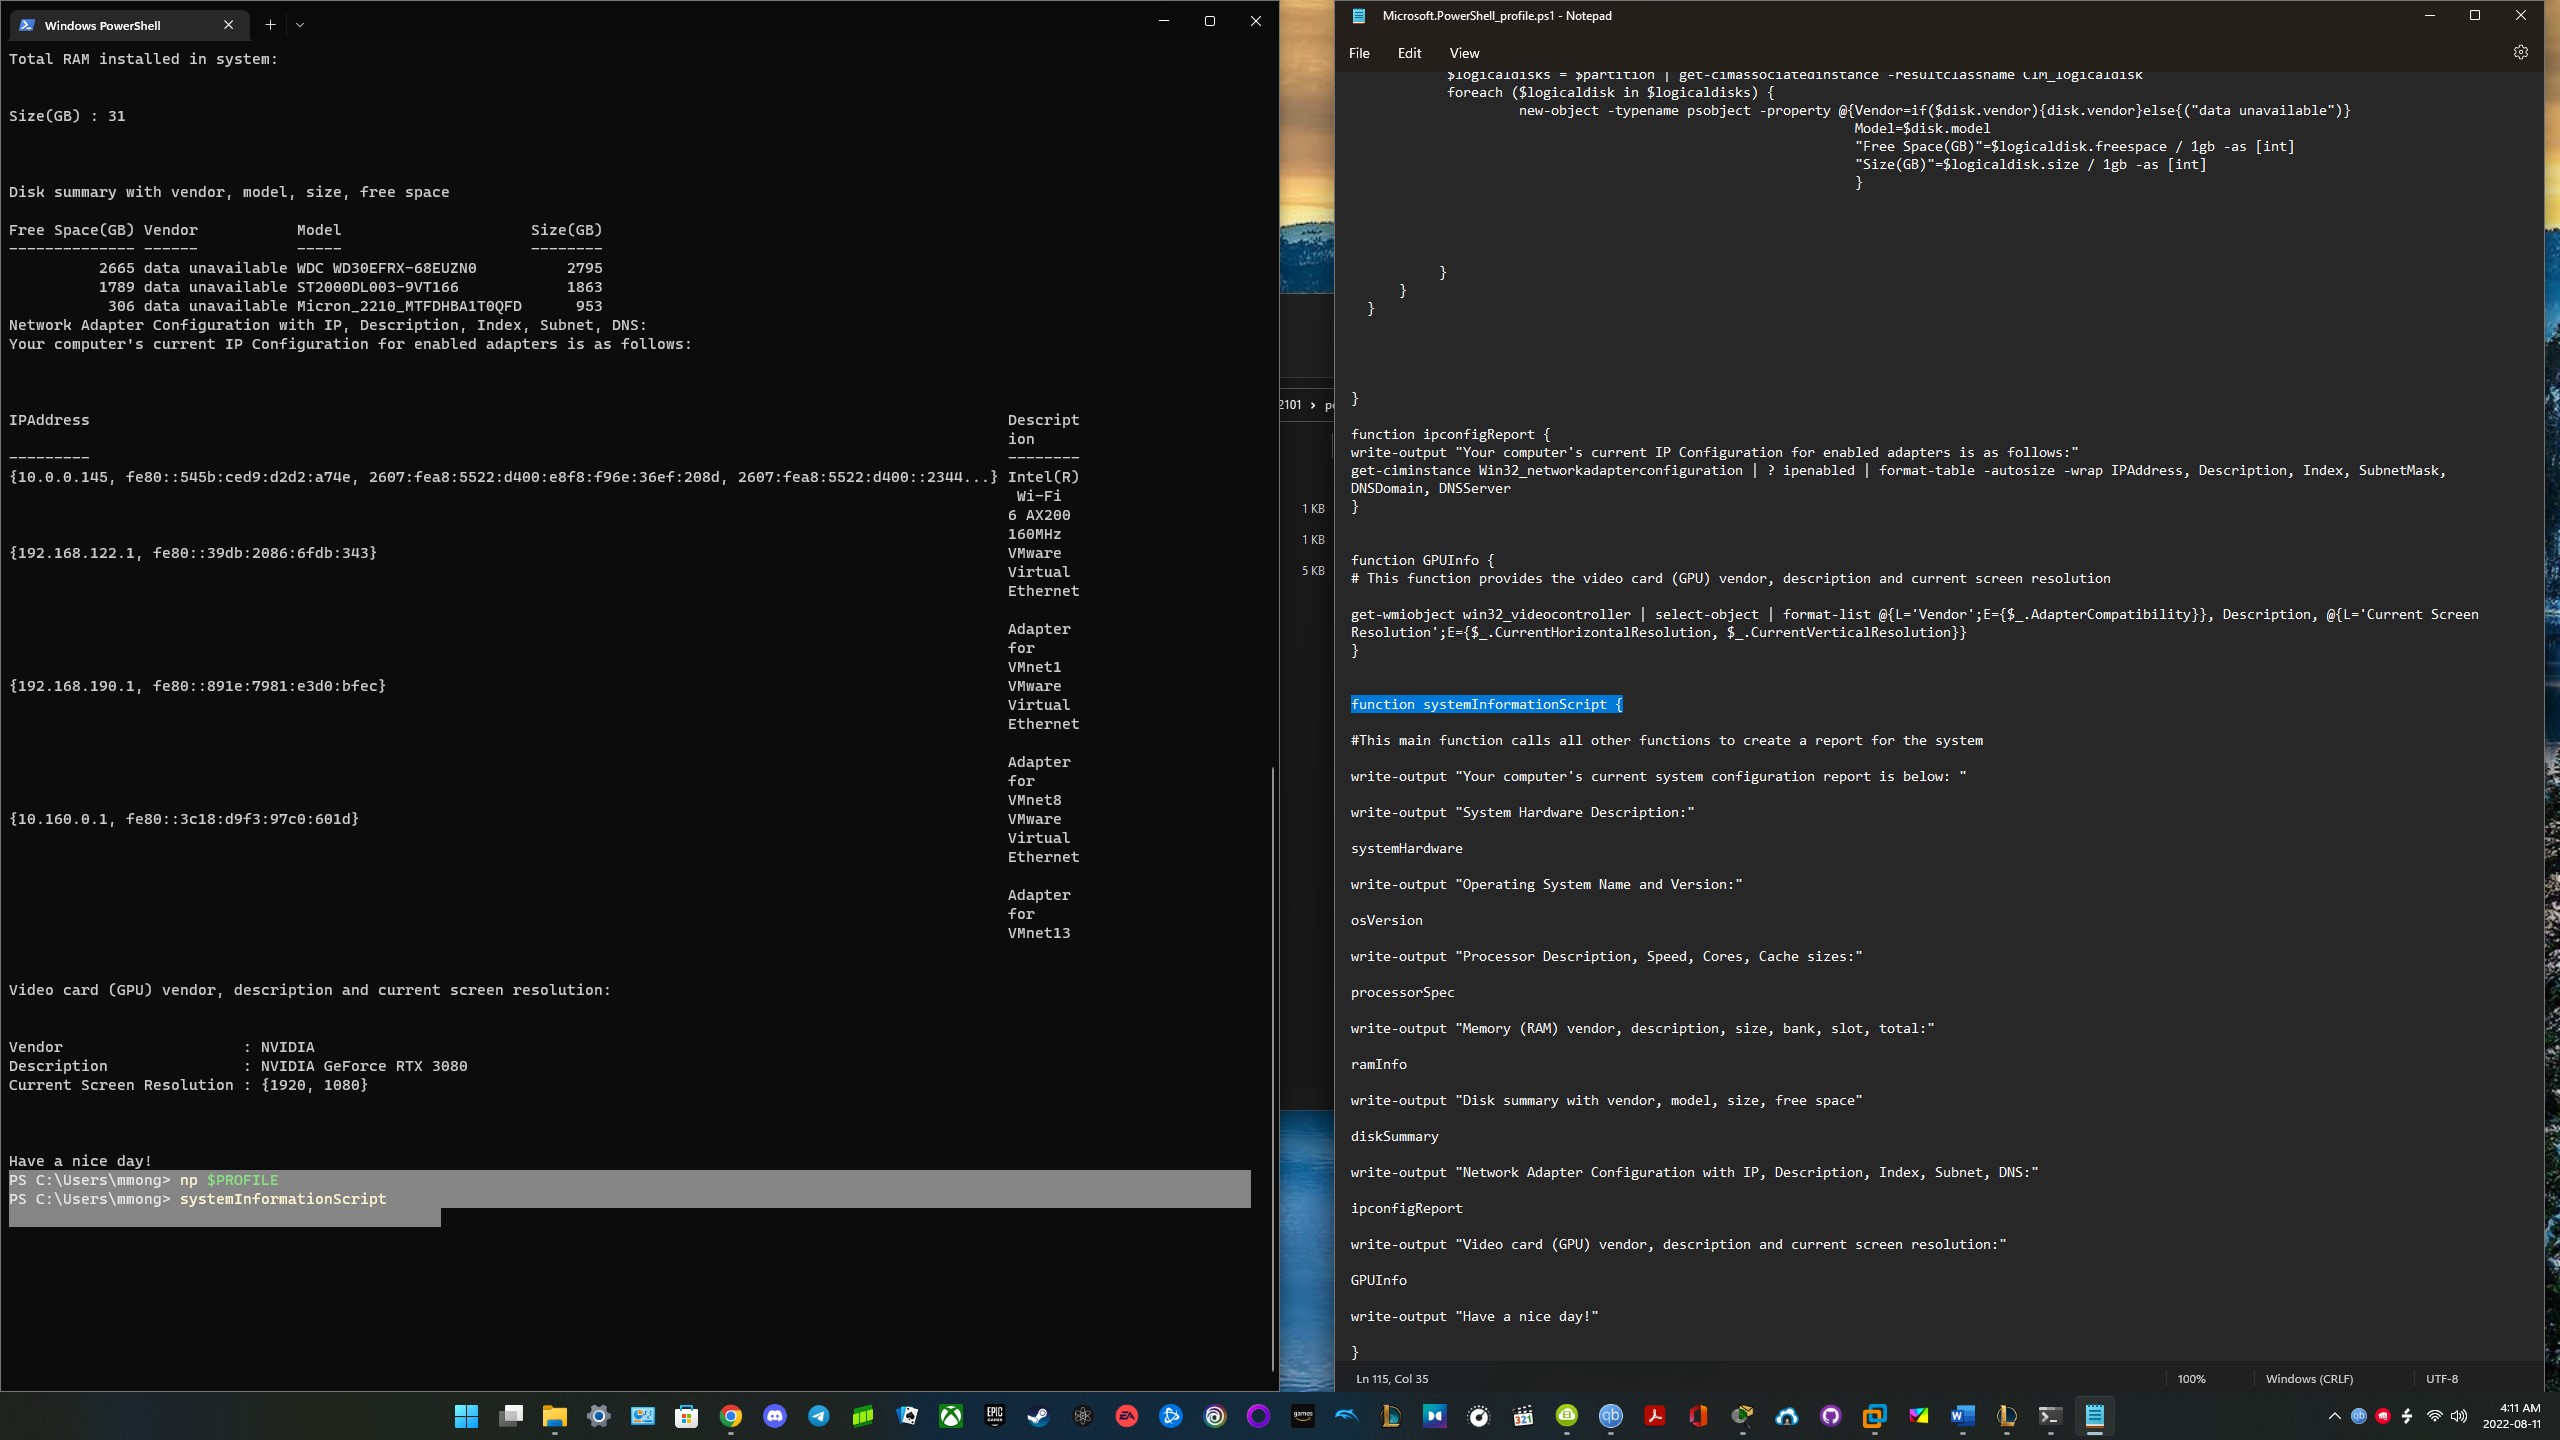 Windows PowerShell
Total RAM installed in system:
Size(GB) : 31
Disk summary with vendor, model, size, free space
Free Space(GB) Vendor           Model                     Size(GB)
-------------- ------           -----                     --------
2665 data unavailable WDC WD30EFRX-68EUZN0          2795
1789 data unavailable ST2000DL003-9VT166            1863
306 data unavailable Micron_2210_MTFDHBA1T0QFD      953
Network Adapter Configuration with IP, Description, Index, Subnet, DNS:
Your computer's current IP Configuration for enabled adapters is as follows:
IPAddress Descript
ion
--------- --------
{10.0.0.145, fe80::545b:ced9:d2d2:a74e, 2607:fea8:5522:d400:e8f8:f96e:36ef:208d, 2607:fea8:5522:d400::2344...} Intel(R)
Wi-Fi
6 AX200
160MHz
{192.168.122.1, fe80::39db:2086:6fdb:343} VMware
Virtual
Ethernet
Adapter
for
VMnet1
{192.168.190.1, fe80::891e:7981:e3d0:bfec} VMware
Virtual
Ethernet
Adapter
for
VMnet8
{10.160.0.1, fe80::3c18:d9f3:97c0:601d} VMware
Virtual
Ethernet
Adapter
for
VMnet13
Video card (GPU) vendor, description and current screen resolution:
Vendor                    : NVIDIA
Description               : NVIDIA GeForce RTX 3080
Current Screen Resolution : {1920, 1080}
Have a nice day!
PS C:\Users\mmong> np $PROFILE
PS C:\Users\mmong> systemInformationScript
2101 › p
1 KB
1 KB
5 KB
Microsoft.PowerShell_profile.ps1 - Notepad
File Edit View
$logicaldisks = $partition | get-cimassociatedinstance -resultclassname CIM_logicaldisk
foreach ($logicaldisk in $logicaldisks) {
new-object -typename psobject -property @{Vendor=if($disk.vendor){disk.vendor}else{("data unavailable")}
Model=$disk.model
"Free Space(GB)"=$logicaldisk.freespace / 1gb -as [int]
"Size(GB)"=$logicaldisk.size / 1gb -as [int]
}
}
}
}
}
function ipconfigReport {
write-output "Your computer's current IP Configuration for enabled adapters is as follows:"
get-ciminstance Win32_networkadapterconfiguration | ? ipenabled | format-table -autosize -wrap IPAddress, Description, Index, SubnetMask,
DNSDomain, DNSServer
}
function GPUInfo {
# This function provides the video card (GPU) vendor, description and current screen resolution
get-wmiobject win32_videocontroller | select-object | format-list @{L='Vendor';E={$_.AdapterCompatibility}}, Description, @{L='Current Screen
Resolution';E={$_.CurrentHorizontalResolution, $_.CurrentVerticalResolution}}
}
function systemInformationScript {
#This main function calls all other functions to create a report for the system
write-output "Your computer's current system configuration report is below: "
write-output "System Hardware Description:"
systemHardware
write-output "Operating System Name and Version:"
osVersion
write-output "Processor Description, Speed, Cores, Cache sizes:"
processorSpec
write-output "Memory (RAM) vendor, description, size, bank, slot, total:"
ramInfo
write-output "Disk summary with vendor, model, size, free space"
diskSummary
write-output "Network Adapter Configuration with IP, Description, Index, Subnet, DNS:"
ipconfigReport
write-output "Video card (GPU) vendor, description and current screen resolution:"
GPUInfo
write-output "Have a nice day!"
}
Ln 115, Col 35 100% Windows (CRLF) UTF-8
EPIC GAMES
EA
games
321
qb
4:11 AM
2022-08-11